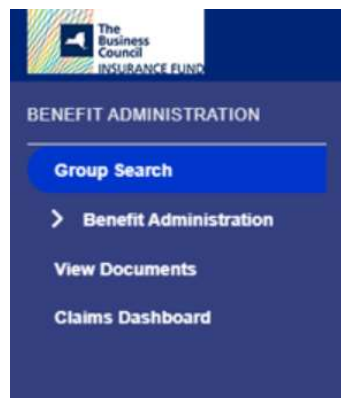 The
Business
Council
INSURANCE FUND
BENEFIT ADMINISTRATION
Group Search
Benefit Administration
View Documents
Claims Dashboard